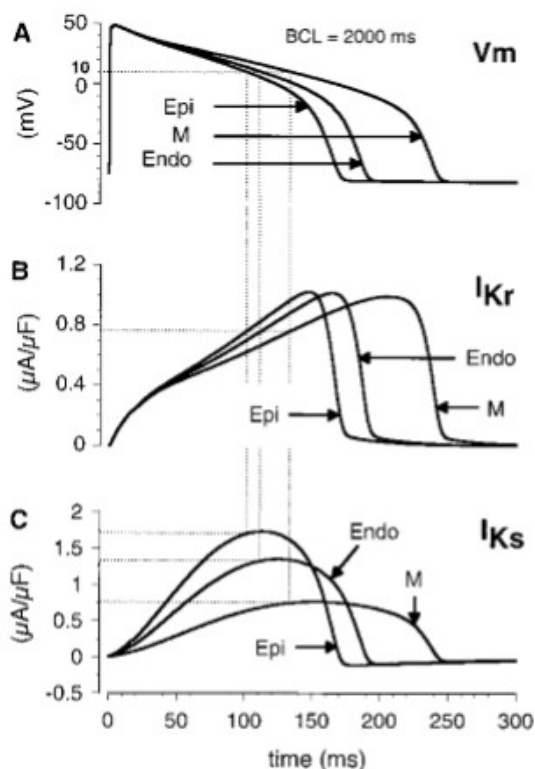 A
BCL = 2000 ms
Vm
50
10
0
-50
-100
(mV)
Epi
M
Endo
B
IKr
1.2
0.8
0.4
0
(µA/µF)
Endo
Epi
M
C
IKs
2
1.5
1
0.5
0
-0.5
(µA/µF)
Endo
M
Epi
0 50 100 150 200 250 300
time (ms)